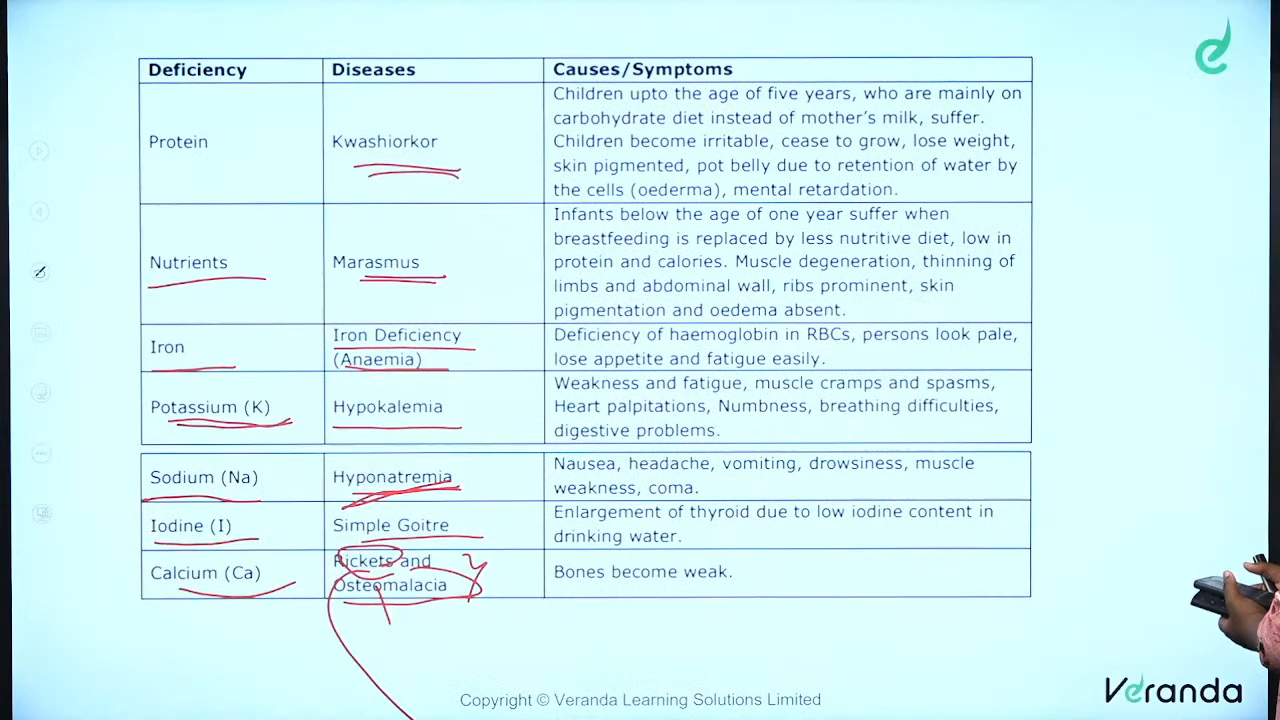 Deficiency Diseases Causes/Symptoms
Protein Kwashiorkor
Children upto the age of five years, who are mainly on
carbohydrate diet instead of mother's milk, suffer.
Children become irritable, cease to grow, lose weight,
skin pigmented, pot belly due to retention of water by
the cells (oederma), mental retardation.
Nutrients Marasmus
Infants below the age of one year suffer when
breastfeeding is replaced by less nutritive diet, low in
protein and calories. Muscle degeneration, thinning of
limbs and abdominal wall, ribs prominent, skin
pigmentation and oedema absent.
Iron
Iron Deficiency
(Anaemia)
Deficiency of haemoglobin in RBCs, persons look pale,
lose appetite and fatigue easily.
Potassium (K) Hypokalemia
Weakness and fatigue, muscle cramps and spasms,
Heart palpitations, Numbness, breathing difficulties,
digestive problems.
Sodium (Na) Hyponatremia
Nausea, headache, vomiting, drowsiness, muscle
weakness, coma.
Iodine (I) Simple Goitre
Enlargement of thyroid due to low iodine content in
drinking water.
Calcium (Ca)
Rickets and
Osteomalacia
Bones become weak.
Copyright © Veranda Learning Solutions Limited
Veranda